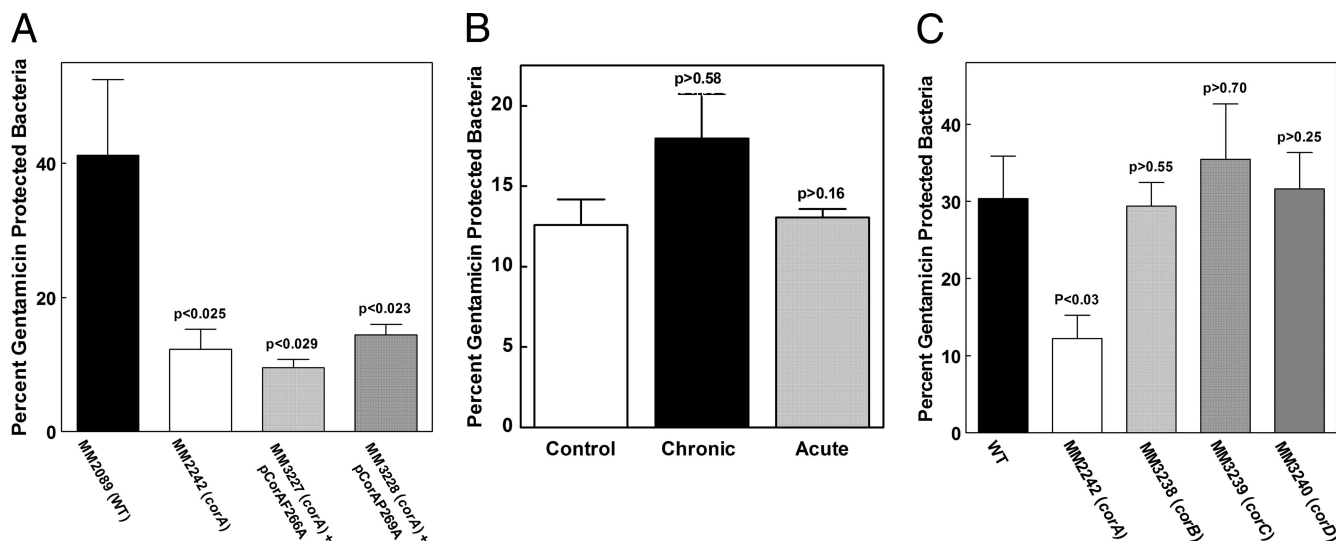 A
Percent Gentamicin Protected Bacteria
40
20
0
p<0.025
p<0.029
p<0.023
MM2089 (WT)
MM2242 (corA)
MM3227 (corA) +
pCorAF266A
MM3228 (corA) +
pCorAP269A
B
Percent Gentamicin Protected Bacteria
20
15
10
5
0
p>0.58
p>0.16
Control
Chronic
Acute
C
Percent Gentamicin Protected Bacteria
40
30
20
10
0
P<0.03
p>0.55
p>0.70
p>0.25
WT
MM2242 (corA)
MM3238 (corB)
MM3239 (corC)
MM3240 (corD)